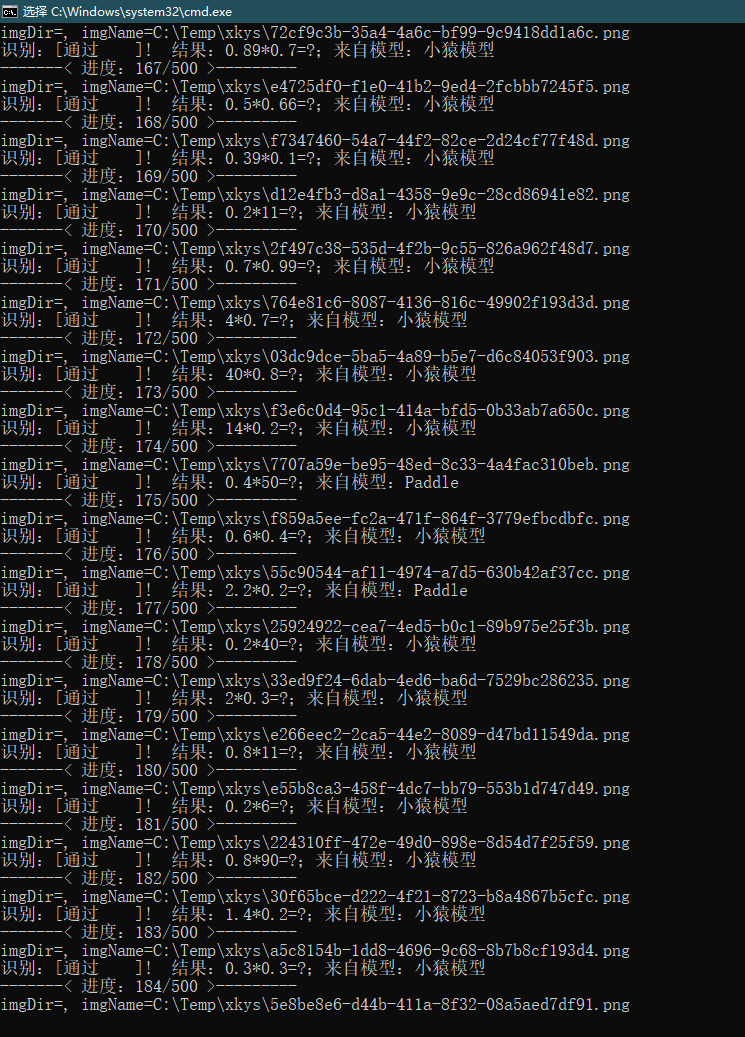 选择 C:\Windows\system32\cmd.exe
imgDir=, imgName=C:\Temp\xkys\72cf9c3b-35a4-4a6c-bf99-9c9418dd1a6c.png
识别: [通过    ]!  结果: 0.89*0.7=?; 来自模型: 小猿模型
-------< 进度: 167/500 >---------
imgDir=, imgName=C:\Temp\xkys\e4725df0-f1e0-41b2-9ed4-2fcbbb7245f5.png
识别: [通过    ]!  结果: 0.5*0.66=?; 来自模型: 小猿模型
-------< 进度: 168/500 >---------
imgDir=, imgName=C:\Temp\xkys\f7347460-54a7-44f2-82ce-2d24cf77f48d.png
识别: [通过    ]!  结果: 0.39*0.1=?; 来自模型: 小猿模型
-------< 进度: 169/500 >---------
imgDir=, imgName=C:\Temp\xkys\d12e4fb3-d8a1-4358-9e9c-28cd86941e82.png
识别: [通过    ]!  结果: 0.2*11=?; 来自模型: 小猿模型
-------< 进度: 170/500 >---------
imgDir=, imgName=C:\Temp\xkys\2f497c38-535d-4f2b-9c55-826a962f48d7.png
识别: [通过    ]!  结果: 0.7*0.99=?; 来自模型: 小猿模型
-------< 进度: 171/500 >---------
imgDir=, imgName=C:\Temp\xkys\764e81c6-8087-4136-816c-49902f193d3d.png
识别: [通过    ]!  结果: 4*0.7=?; 来自模型: 小猿模型
-------< 进度: 172/500 >---------
imgDir=, imgName=C:\Temp\xkys\03dc9dce-5ba5-4a89-b5e7-d6c84053f903.png
识别: [通过    ]!  结果: 40*0.8=?; 来自模型: 小猿模型
-------< 进度: 173/500 >---------
imgDir=, imgName=C:\Temp\xkys\f3e6c0d4-95c1-414a-bfd5-0b33ab7a650c.png
识别: [通过    ]!  结果: 14*0.2=?; 来自模型: 小猿模型
-------< 进度: 174/500 >---------
imgDir=, imgName=C:\Temp\xkys\7707a59e-be95-48ed-8c33-4a4fac310beb.png
识别: [通过    ]!  结果: 0.4*50=?; 来自模型: Paddle
-------< 进度: 175/500 >---------
imgDir=, imgName=C:\Temp\xkys\f859a5ee-fc2a-471f-864f-3779efbcdbfc.png
识别: [通过    ]!  结果: 0.6*0.4=?; 来自模型: 小猿模型
-------< 进度: 176/500 >---------
imgDir=, imgName=C:\Temp\xkys\55c90544-af11-4974-a7d5-630b42af37cc.png
识别: [通过    ]!  结果: 2.2*0.2=?; 来自模型: Paddle
-------< 进度: 177/500 >---------
imgDir=, imgName=C:\Temp\xkys\25924922-cea7-4ed5-b0c1-89b975e25f3b.png
识别: [通过    ]!  结果: 0.2*40=?; 来自模型: 小猿模型
-------< 进度: 178/500 >---------
imgDir=, imgName=C:\Temp\xkys\33ed9f24-6dab-4ed6-ba6d-7529bc286235.png
识别: [通过    ]!  结果: 2*0.3=?; 来自模型: 小猿模型
-------< 进度: 179/500 >---------
imgDir=, imgName=C:\Temp\xkys\e266eec2-2ca5-44e2-8089-d47bd11549da.png
识别: [通过    ]!  结果: 0.8*11=?; 来自模型: 小猿模型
-------< 进度: 180/500 >---------
imgDir=, imgName=C:\Temp\xkys\e55b8ca3-458f-4dc7-bb79-553b1d747d49.png
识别: [通过    ]!  结果: 0.2*6=?; 来自模型: 小猿模型
-------< 进度: 181/500 >---------
imgDir=, imgName=C:\Temp\xkys\224310ff-472e-49d0-898e-8d54d7f25f59.png
识别: [通过    ]!  结果: 0.8*90=?; 来自模型: 小猿模型
-------< 进度: 182/500 >---------
imgDir=, imgName=C:\Temp\xkys\30f65bce-d222-4f21-8723-b8a4867b5cfc.png
识别: [通过    ]!  结果: 1.4*0.2=?; 来自模型: 小猿模型
-------< 进度: 183/500 >---------
imgDir=, imgName=C:\Temp\xkys\a5c8154b-1dd8-4696-9c68-8b7b8cf193d4.png
识别: [通过    ]!  结果: 0.3*0.3=?; 来自模型: 小猿模型
-------< 进度: 184/500 >---------
imgDir=, imgName=C:\Temp\xkys\5e8be8e6-d44b-411a-8f32-08a5aed7df91.png